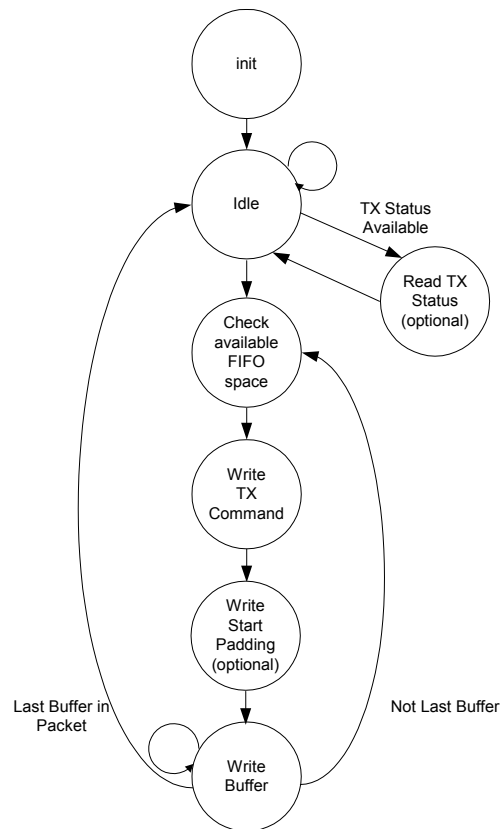 init
Idle
TX Status
Available
Read TX
Status
(optional)
Check
available
FIFO
space
Write
TX
Command
Write
Start
Padding
(optional)
Last Buffer in
Packet
Not Last Buffer
Write
Buffer